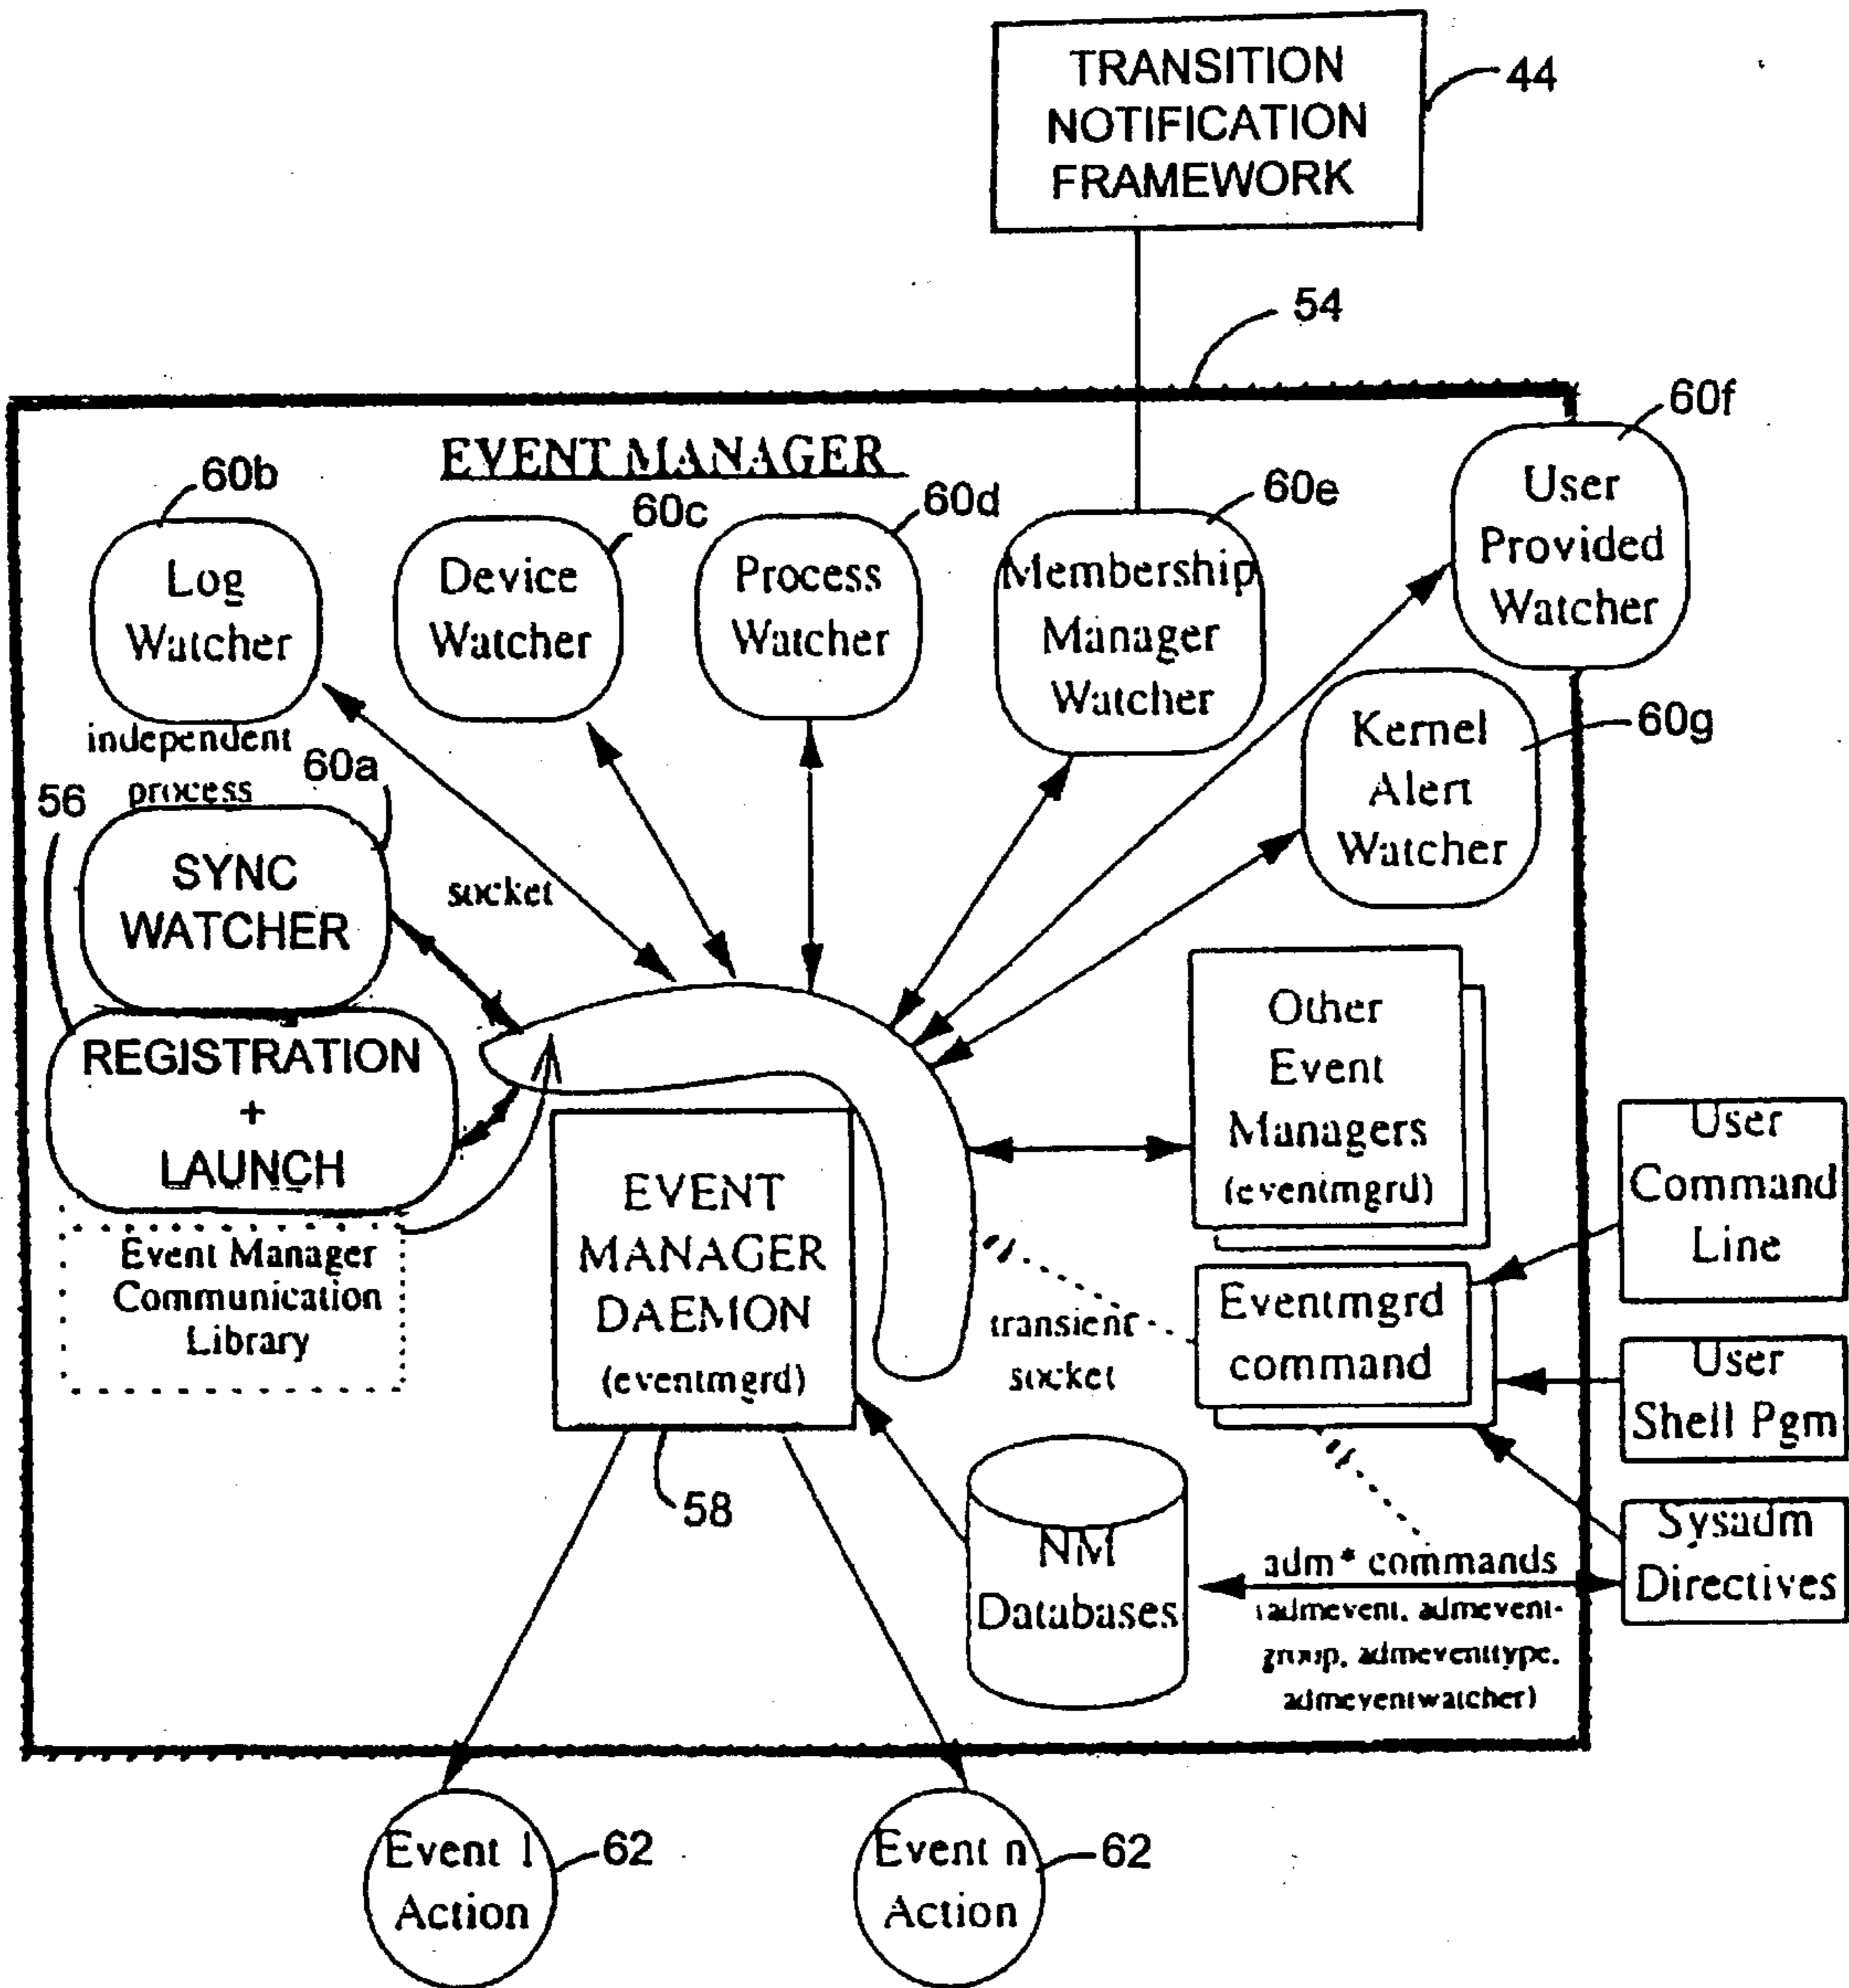 TRANSITION
NOTIFICATION
FRAMEWORK
44
54
EVENT MANAGER
60f
User
Provided
Watcher
60b
Log
Watcher
60c
Device
Watcher
60d
Process
Watcher
60e
Membership
Manager
Watcher
60g
Kernel
Alert
Watcher
independent
process
60a
56
SYNC
WATCHER
socket
REGISTRATION
+
LAUNCH
Event Manager
Communication
Library
EVENT
MANAGER
DAEMON
(eventmgrd)
58
Other
Event
Managers
(eventmgrd)
transient
socket
Eventmgrd
command
User
Command
Line
User
Shell Pgm
Sysadm
Directives
NM
Databases
adm* commands
(admevent, admevent-
group, admeventtype,
admeventwatcher)
Event 1
Action
62
Event n
Action
62